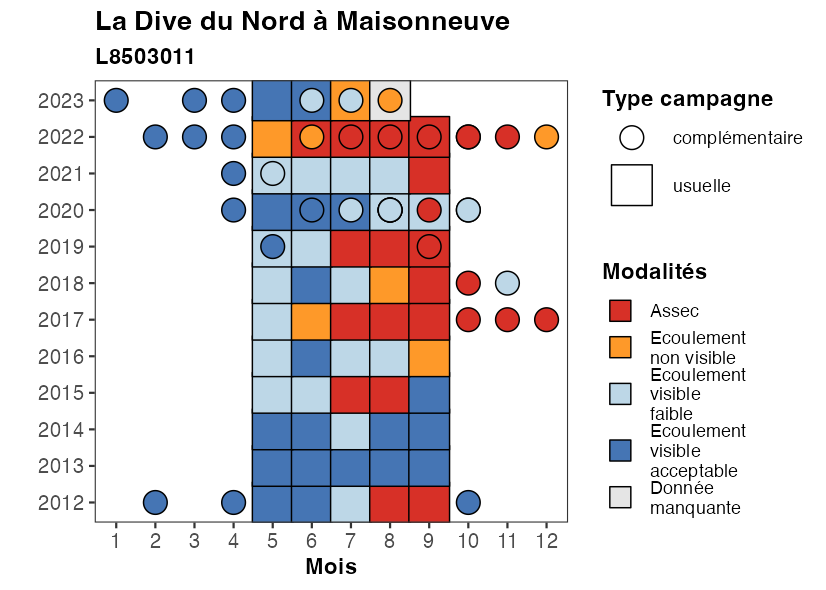 La Dive du Nord à Maisonneuve
L8503011
2023
2022
2021
2020
2019
2018
2017
2016
2015
2014
2013
2012
1 2 3 4 5 6 7 8 9 10 11 12
Mois
Type campagne
complémentaire
usuelle
Modalités
Assec
Ecoulement
non visible
Ecoulement
visible
faible
Ecoulement
visible
acceptable
Donnée
manquante